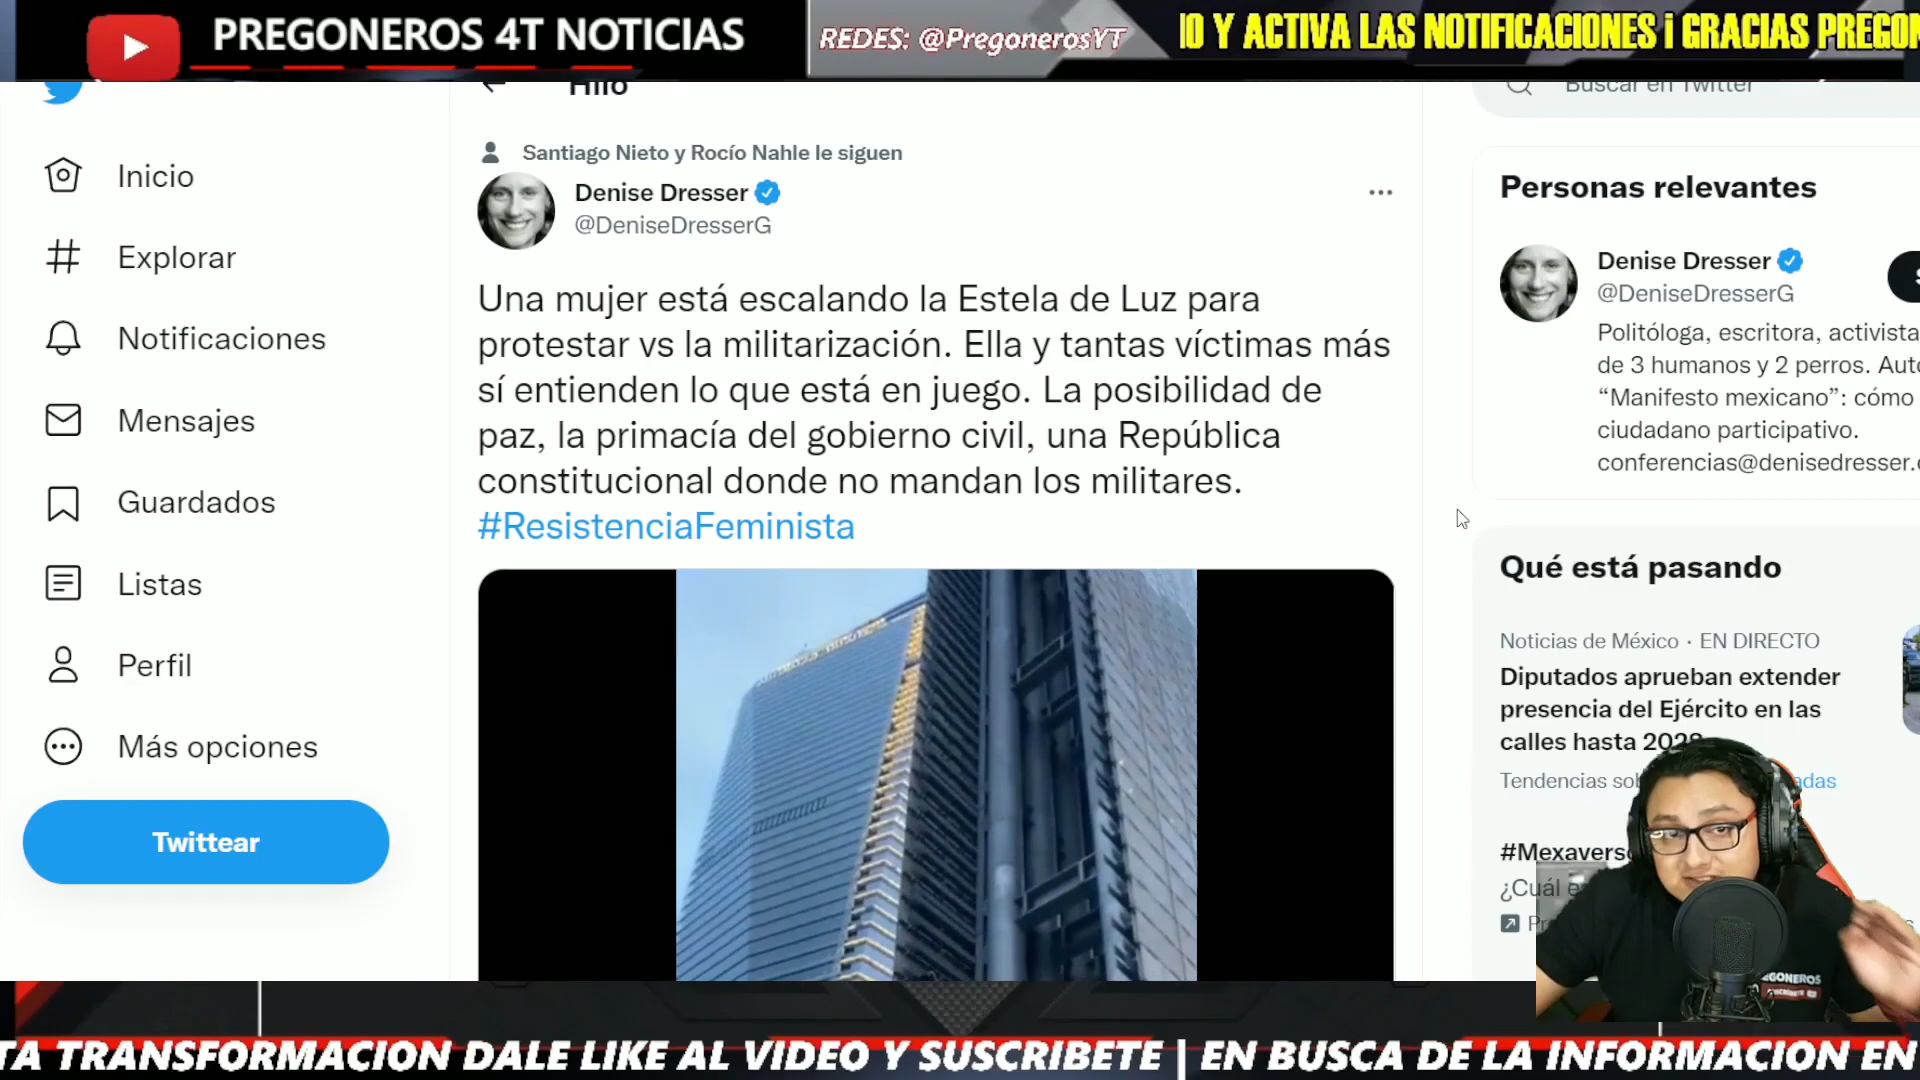 PREGONEROS 4T NOTICIAS
REDES: @PregonerosYT
IO Y ACTIVA LAS NOTIFICACIONES ¡ GRACIAS PREGON
Hilo
Buscar en Twitter
Inicio
Explorar
Notificaciones
Mensajes
Guardados
Listas
Perfil
Más opciones
Twittear
Santiago Nieto y Rocío Nahle le siguen
Denise Dresser
@DeniseDresserG
Una mujer está escalando la Estela de Luz para
protestar vs la militarización. Ella y tantas víctimas más
sí entienden lo que está en juego. La posibilidad de
paz, la primacía del gobierno civil, una República
constitucional donde no mandan los militares.
#ResistenciaFeminista
Personas relevantes
Denise Dresser
@DeniseDresserG
Politóloga, escritora, activista
de 3 humanos y 2 perros. Auto
“Manifesto mexicano”: cómo
ciudadano participativo.
conferencias@denisedresser.
Qué está pasando
Noticias de México · EN DIRECTO
Diputados aprueban extender
presencia del Ejército en las
calles hasta 2028
Tendencias so adas
#Mexavers
¿Cuál e
EGONEROS
TA TRANSFORMACION DALE LIKE AL VIDEO Y SUSCRIBETE | EN BUSCA DE LA INFORMACION EN